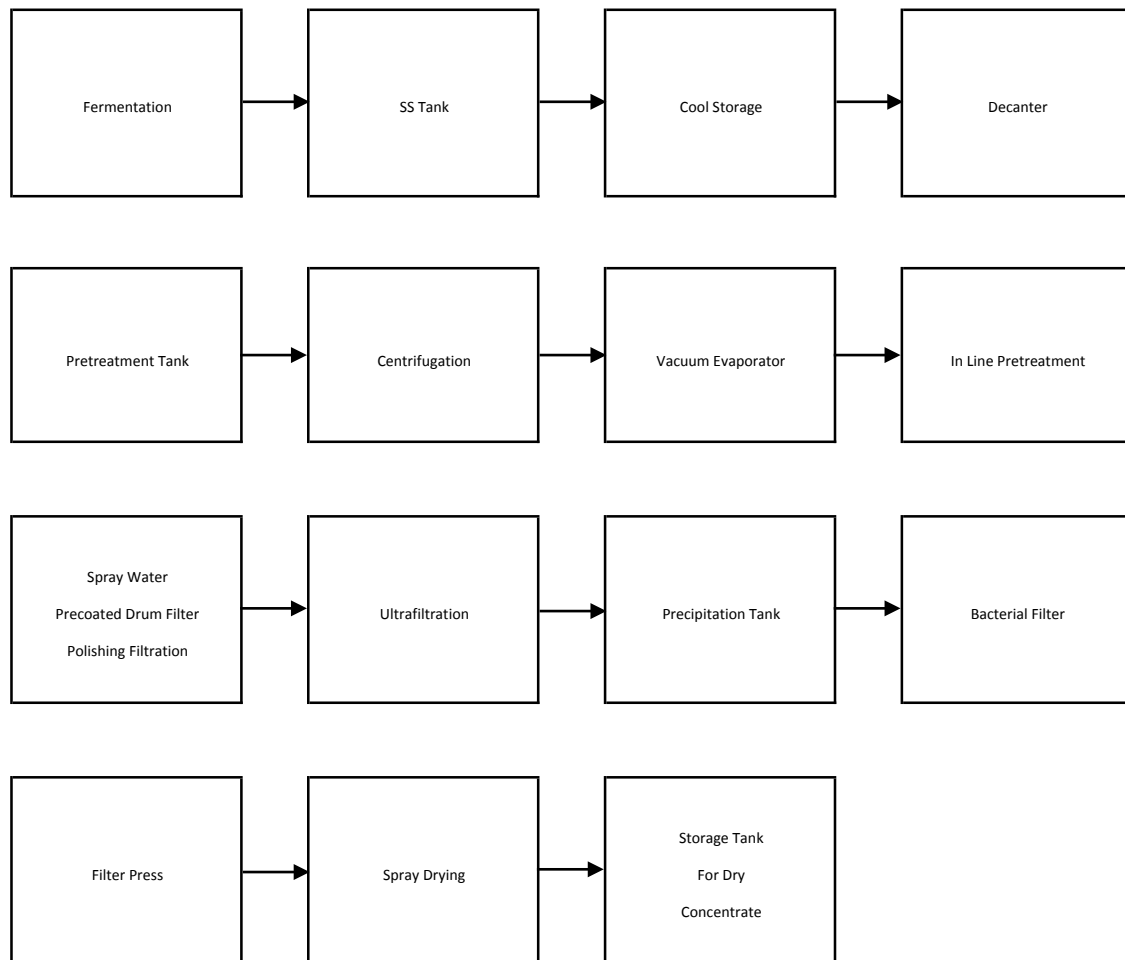 Fermentation
SS Tank
Cool Storage
Decanter
Pretreatment Tank
Centrifugation
Vacuum Evaporator
In Line Pretreatment
Spray Water
Precoated Drum Filter
Polishing Filtration
Ultrafiltration
Precipitation Tank
Bacterial Filter
Filter Press
Spray Drying
Storage Tank
For Dry
Concentrate